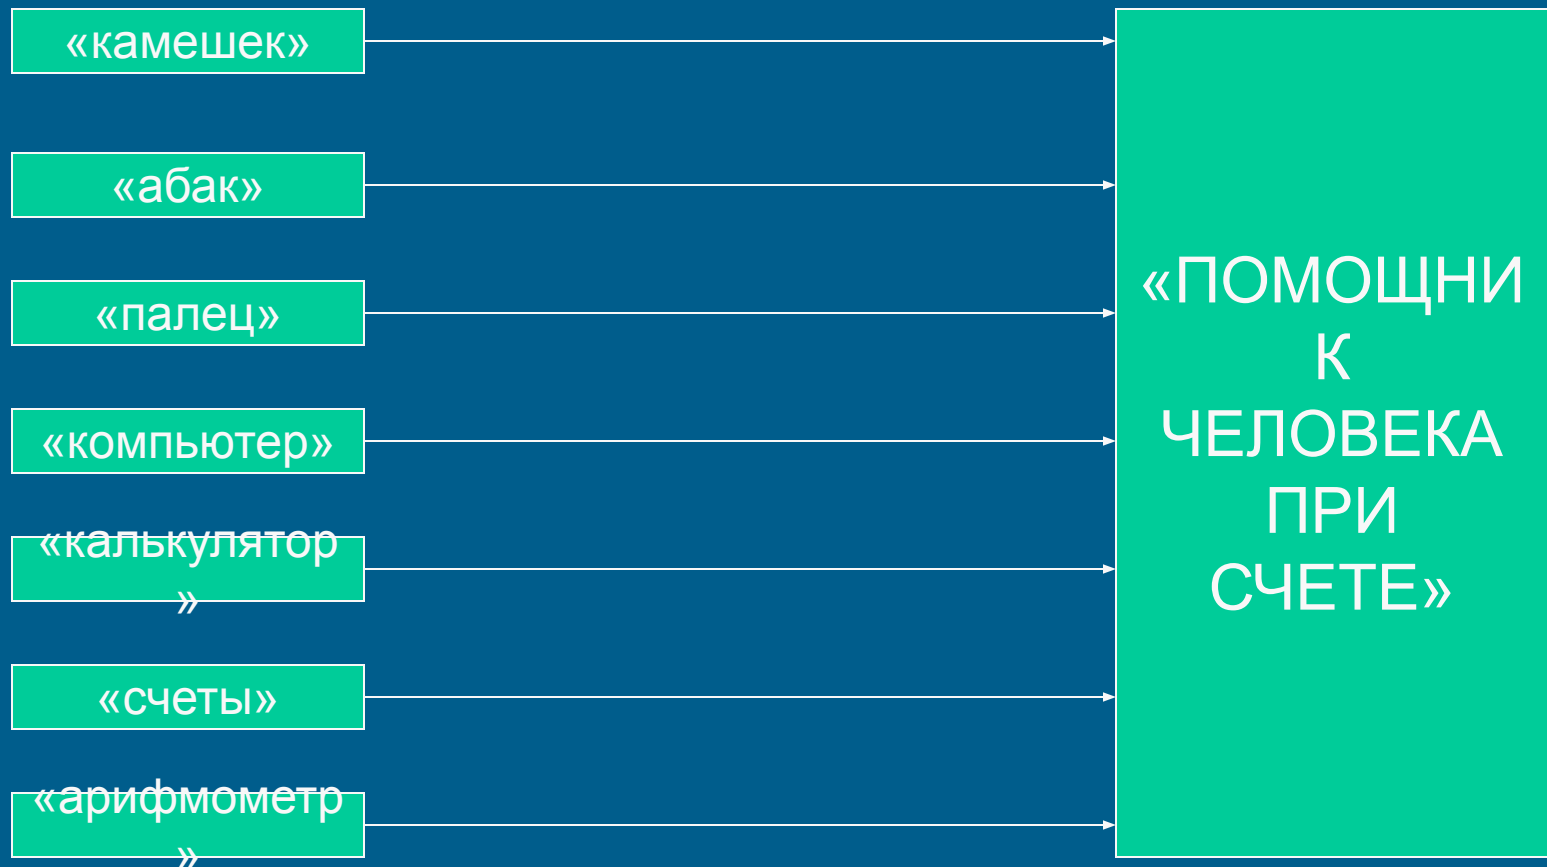 «камешек»
«абак»
«палец»
«компьютер»
«калькулятор
»
«счеты»
«арифмометр
»
«ПОМОЩНИ
К
ЧЕЛОВЕКА
ПРИ
СЧЕТЕ»